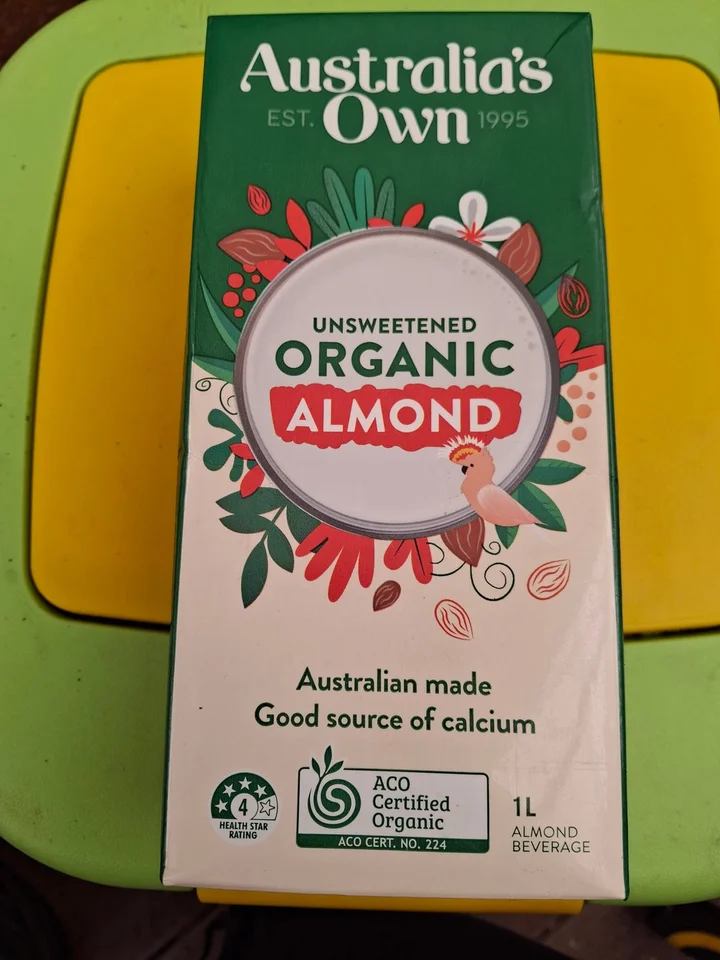 Australia's
EST. Own 1995
UNSWEETENED
ORGANIC
ALMOND
Australian made
Good source of calcium
4
HEALTH STAR
RATING
ACO
Certified
Organic
ACO CERT. NO. 224
1L
ALMOND
BEVERAGE